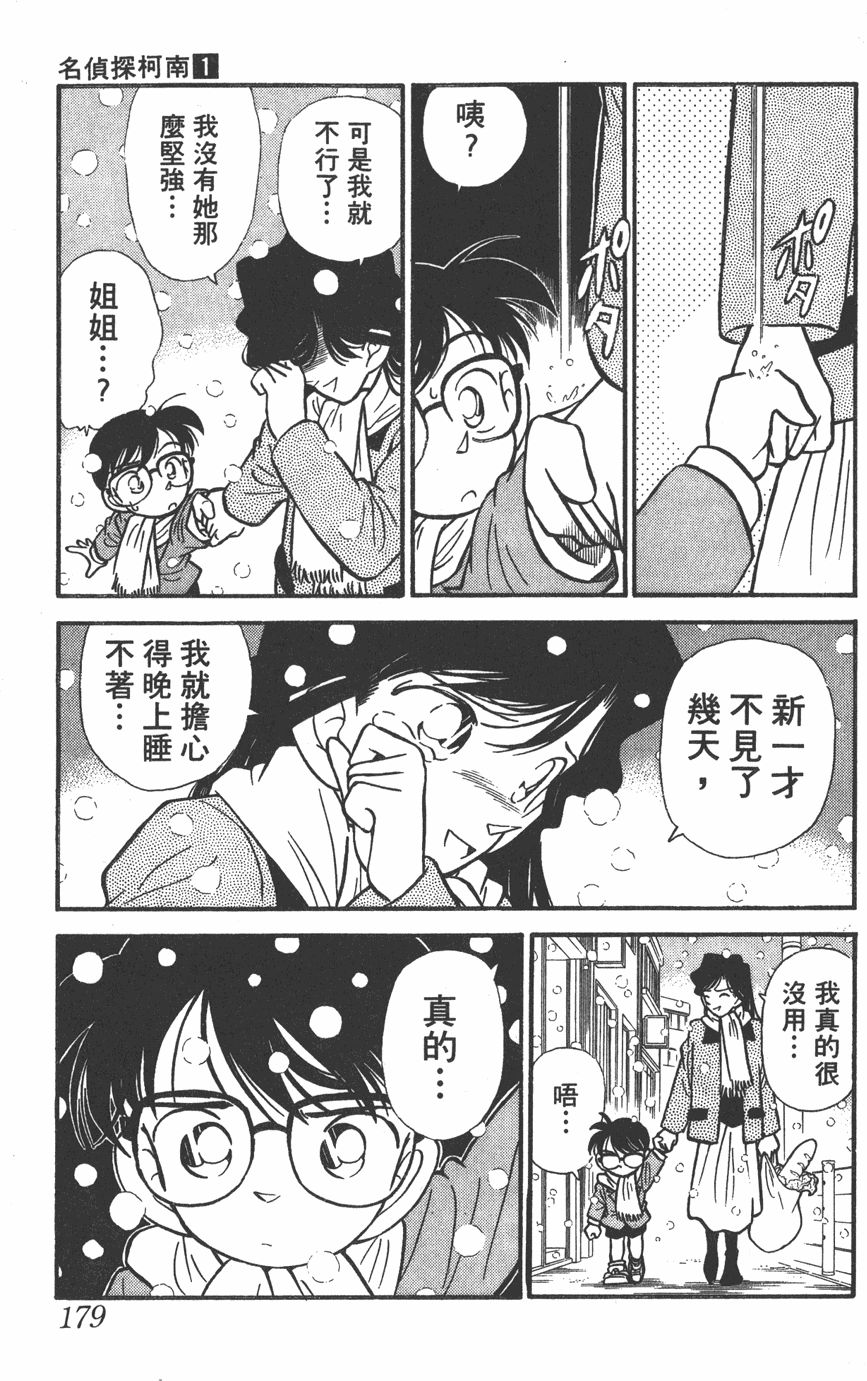 名偵探柯南1
ポタ
ポタ
咦？
可是我就
不行了…
我沒有她那
麼堅強…
姐姐…？
新一才
不見了
幾天，
我就擔心
得晚上睡
不著…
我真的很
沒用…
唔…
真的…
179